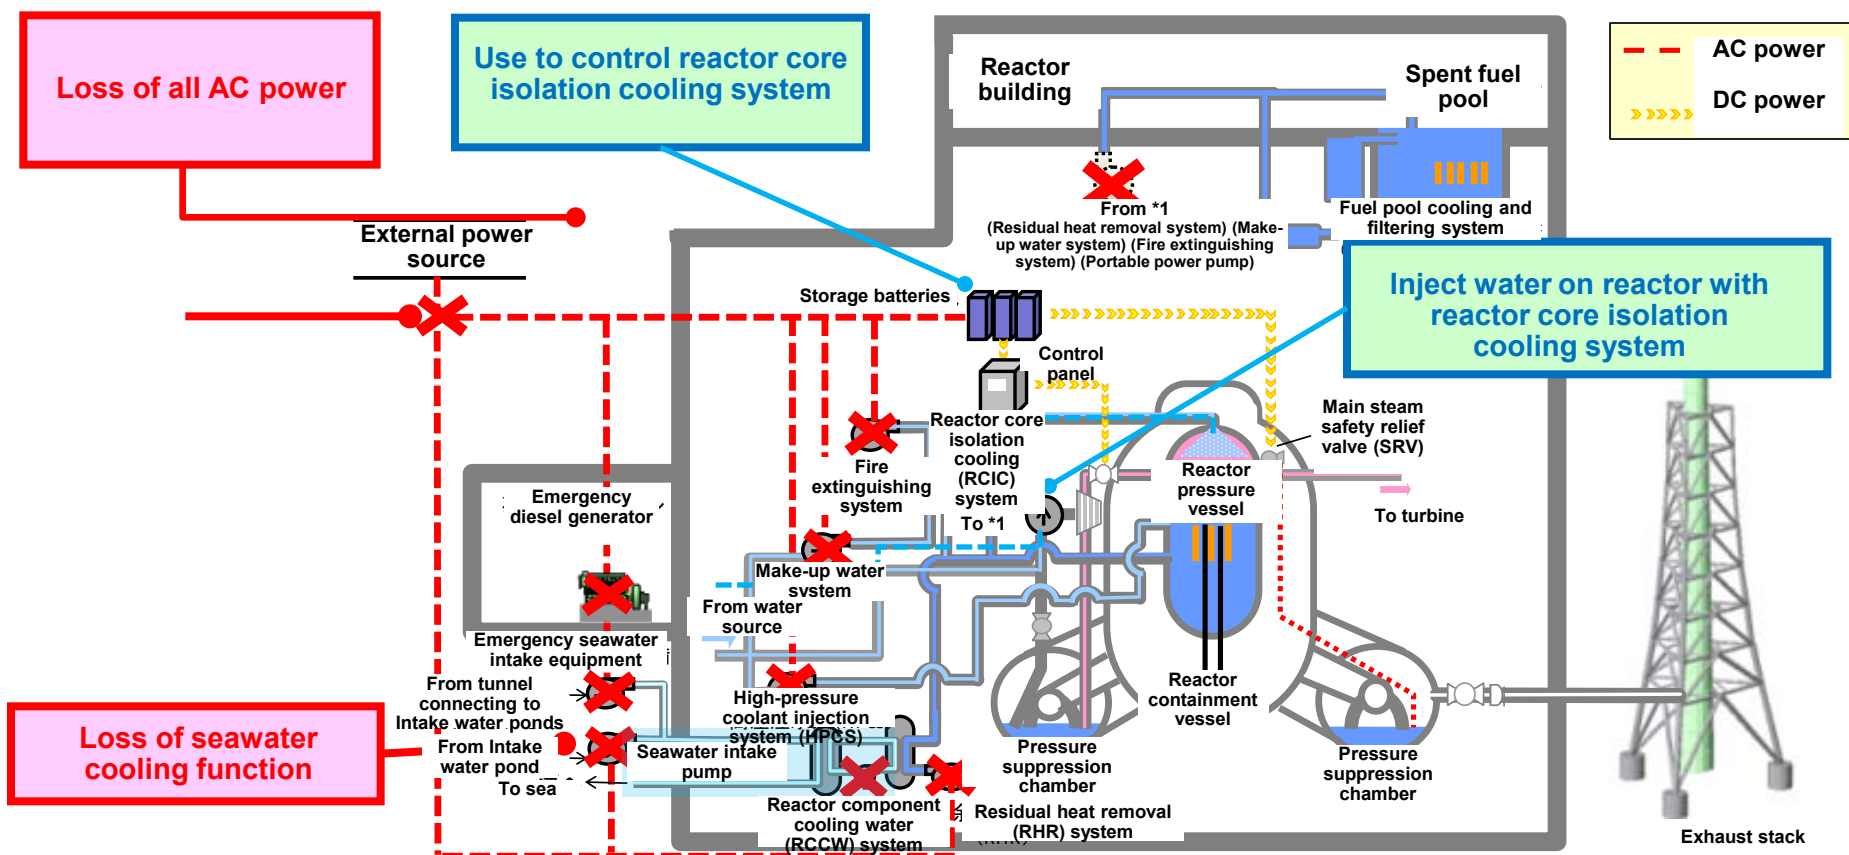 Loss of all AC power
Use to control reactor core
isolation cooling system
Reactor
building
Spent fuel
pool
AC power
DC power
External power
source
From *1
(Residual heat removal system) (Make-
up water system) (Fire extinguishing
system) (Portable power pump)
Fuel pool cooling and
filtering system
Storage batteries
Inject water on reactor with
reactor core isolation
cooling system
Control
panel
Reactor core
isolation
cooling
(RCIC)
system
To *1
Main steam
safety relief
valve (SRV)
Fire
extinguishing
system
Reactor
pressure
vessel
To turbine
Emergency
diesel generator
Make-up water
system
From water
source
Emergency seawater
intake equipment
From tunnel
connecting to
Intake water ponds
High-pressure
coolant injection
system (HPCS)
Reactor
containment
vessel
Loss of seawater
cooling function
From Intake
water pond
To sea
Seawater intake
pump
Pressure
suppression
chamber
Pressure
suppression
chamber
Reactor component
cooling water
(RCCW) system
Residual heat removal
(RHR) system
Exhaust stack